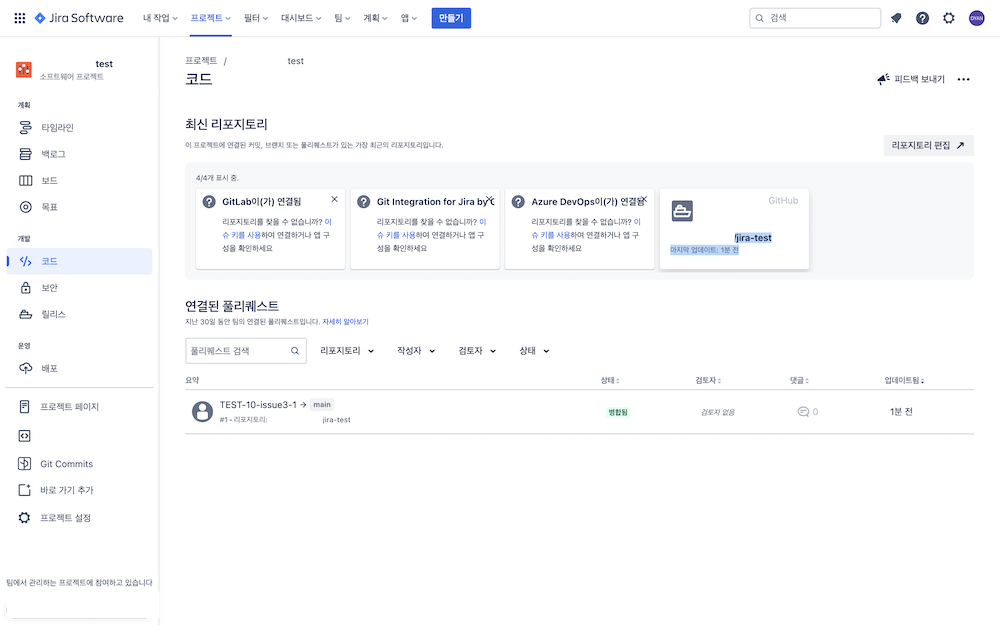 Jira Software 내 작업 프로젝트 필터 대시보드 팀 계획 앱 만들기 검색 DYAN
test
소프트웨어 프로젝트
계획
타임라인
백로그
보드
목표
개발
코드
보안
릴리스
운영
배포
프로젝트 페이지
Git Commits
바로 가기 추가
프로젝트 설정
팀에서 관리하는 프로젝트에 참여하고 있습니다
프로젝트 / test
코드
피드백 보내기
최신 리포지토리
이 프로젝트에 연결된 커밋, 브랜치 또는 풀리퀘스트가 있는 가장 최근의 리포지토리입니다.
리포지토리 편집
4/4개 표시 중.
GitLab이(가) 연결됨
리포지토리를 찾을 수 없습니까? 이
슈 키를 사용하여 연결하거나 앱 구
성을 확인하세요
Git Integration for Jira by
리포지토리를 찾을 수 없습니까? 이
슈 키를 사용하여 연결하거나 앱 구
성을 확인하세요
Azure DevOps이(가) 연결됨
리포지토리를 찾을 수 없습니까? 이
슈 키를 사용하여 연결하거나 앱 구
성을 확인하세요
GitHub
/jira-test
마지막 업데이트: 1분 전
연결된 풀리퀘스트
지난 30일 동안 팀의 연결된 풀리퀘스트입니다. 자세히 알아보기
풀리퀘스트 검색 리포지토리 작성자 검토자 상태
요약 상태 검토자 댓글 업데이트됨
TEST-10-issue3-1 → main 병합됨 검토자 없음 0 1분 전
#1 • 리포지토리: jira-test